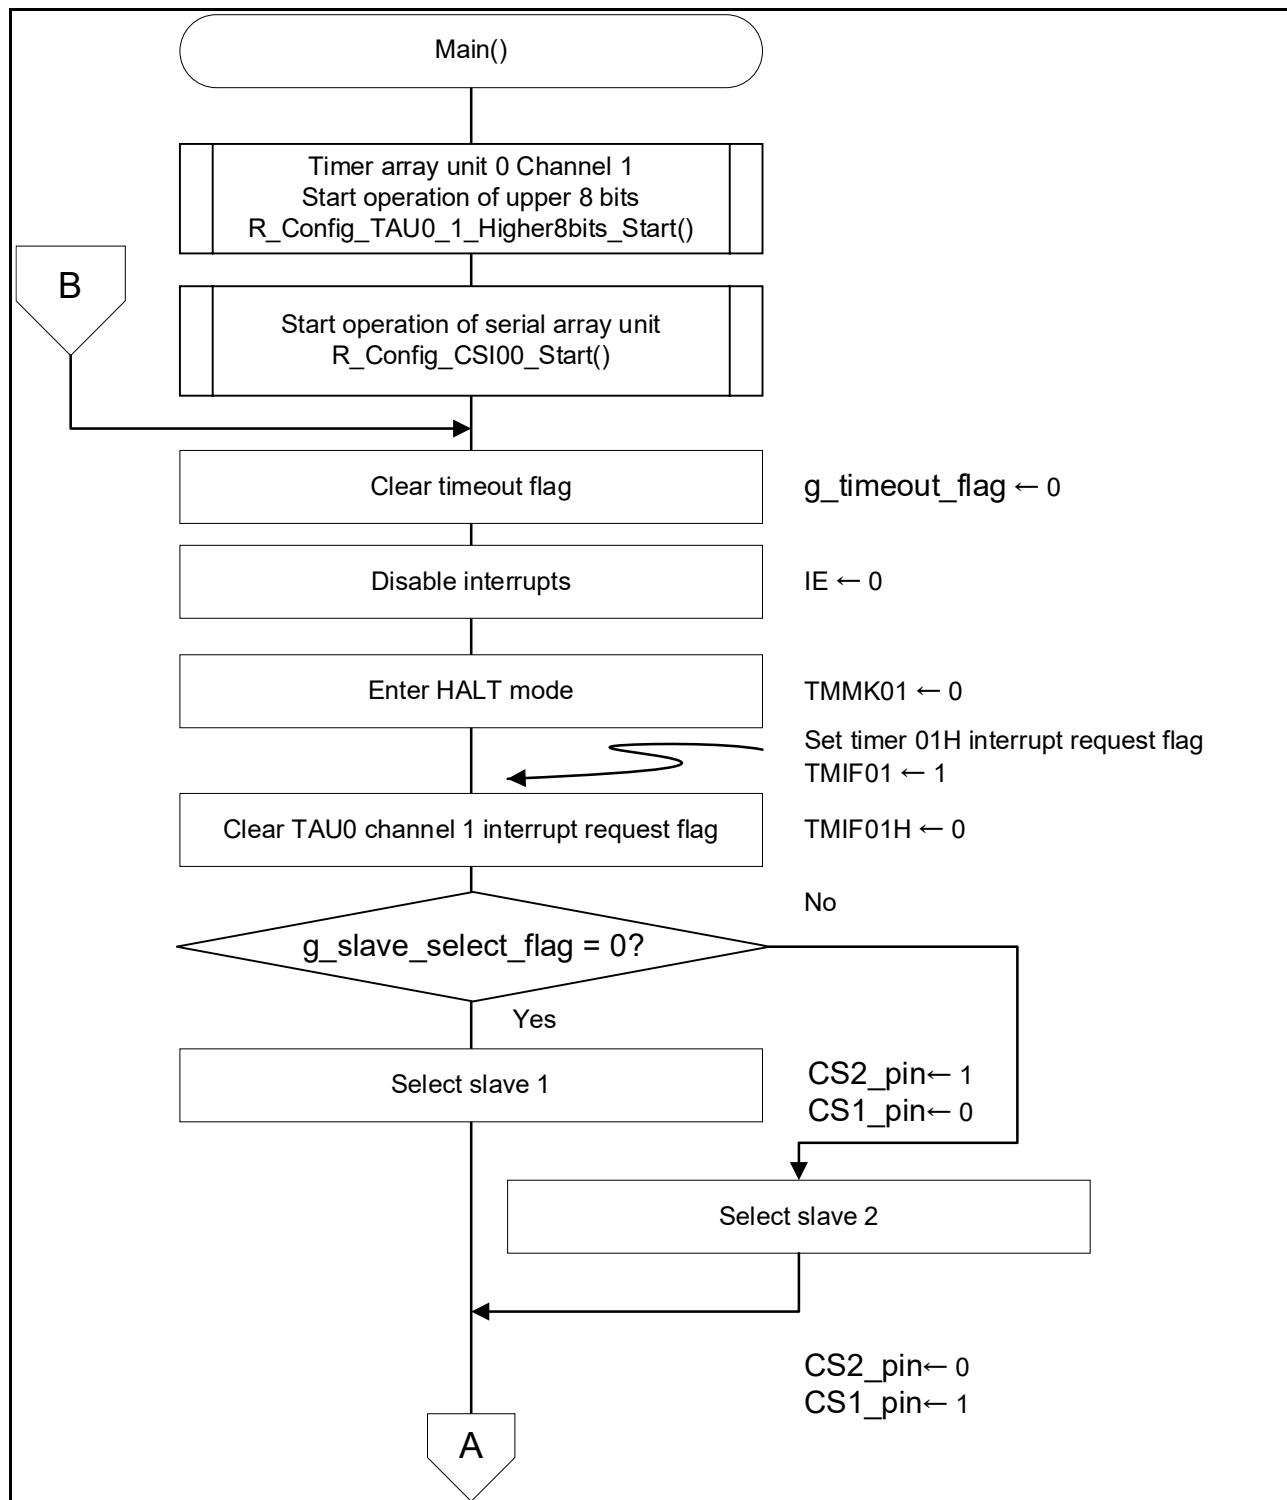 Main()
Timer array unit 0 Channel 1
Start operation of upper 8 bits
R_Config_TAU0_1_Higher8bits_Start()
B
Start operation of serial array unit
R_Config_CSI00_Start()
Clear timeout flag
g_timeout_flag ← 0
Disable interrupts
IE ← 0
Enter HALT mode
TMMK01 ← 0
Set timer 01H interrupt request flag
TMIF01 ← 1
Clear TAU0 channel 1 interrupt request flag
TMIF01H ← 0
No
g_slave_select_flag = 0?
Yes
Select slave 1
CS2_pin← 1
CS1_pin← 0
Select slave 2
CS2_pin← 0
CS1_pin← 1
A